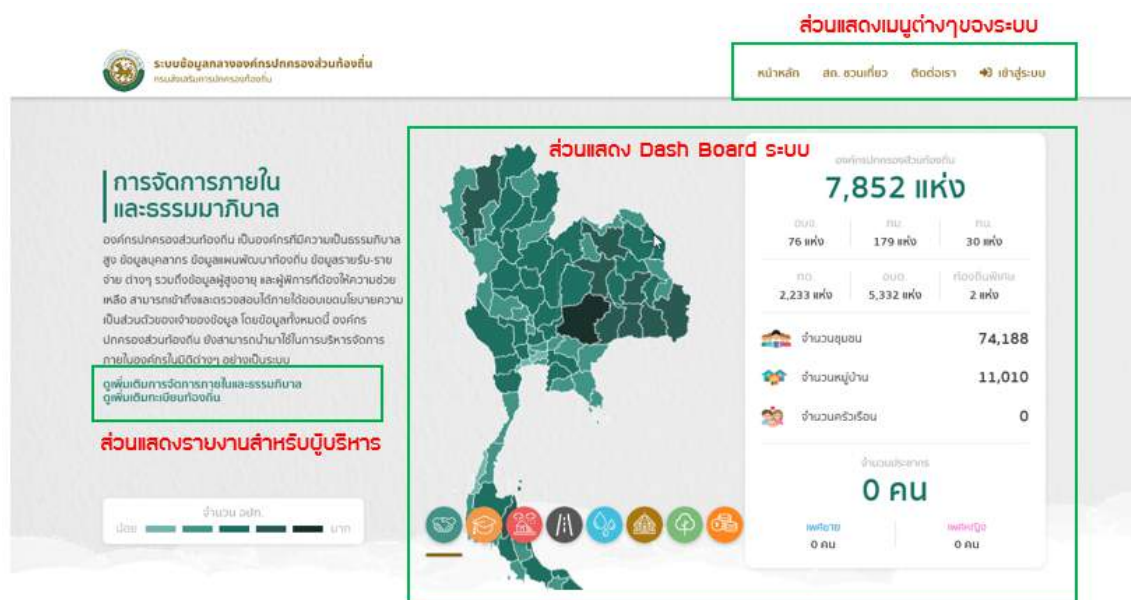 ส่วนแสดงเมนูต่างๆของระบบ
ระบบข้อมูลกลางองค์กรปกครองส่วนท้องถิ่น
กรมส่งเสริมการปกครองท้องถิ่น
หน้าหลัก สถ. ชวนเที่ยว ติดต่อเรา เข้าสู่ระบบ
ส่วนแสดง Dash Board ระบบ
การจัดการภายใน
และธรรมมาภิบาล
องค์กรปกครองส่วนท้องถิ่น เป็นองค์กรที่มีความเป็นธรรมภิบาล
สูง ข้อมูลบุคลากร ข้อมูลแผนพัฒนาท้องถิ่น ข้อมูลรายรับ-ราย
จ่าย ต่างๆ รวมถึงข้อมูลผู้สูงอายุ และผู้พิการที่ต้องให้ความช่วย
เหลือ สามารถเข้าถึงและตรวจสอบได้ภายใต้ขอบเขตนโยบายความ
เป็นส่วนตัวของเจ้าของข้อมูล โดยข้อมูลทั้งหมดนี้ องค์กร
ปกครองส่วนท้องถิ่น ยังสามารถนำมาใช้ในการบริหารจัดการ
ภายในองค์กรในมิติต่างๆ อย่างเป็นระบบ
ดูเพิ่มเติมการจัดการภายในและธรรมภิบาล
ดูเพิ่มเติมทะเบียนท้องถิ่น
ส่วนแสดงรายงานสำหรับผู้บริหาร
จำนวน อปท.
น้อย มาก
องค์กรปกครองส่วนท้องถิ่น
7,852 แห่ง
อบจ. ทม. ทน.
76 แห่ง 179 แห่ง 30 แห่ง
ทต. อบต. ท้องถิ่นพิเศษ
2,233 แห่ง 5,332 แห่ง 2 แห่ง
จำนวนชุมชน 74,188
จำนวนหมู่บ้าน 11,010
จำนวนครัวเรือน 0
จำนวนประชากร
0 คน
เพศชาย เพศหญิง
0 คน 0 คน